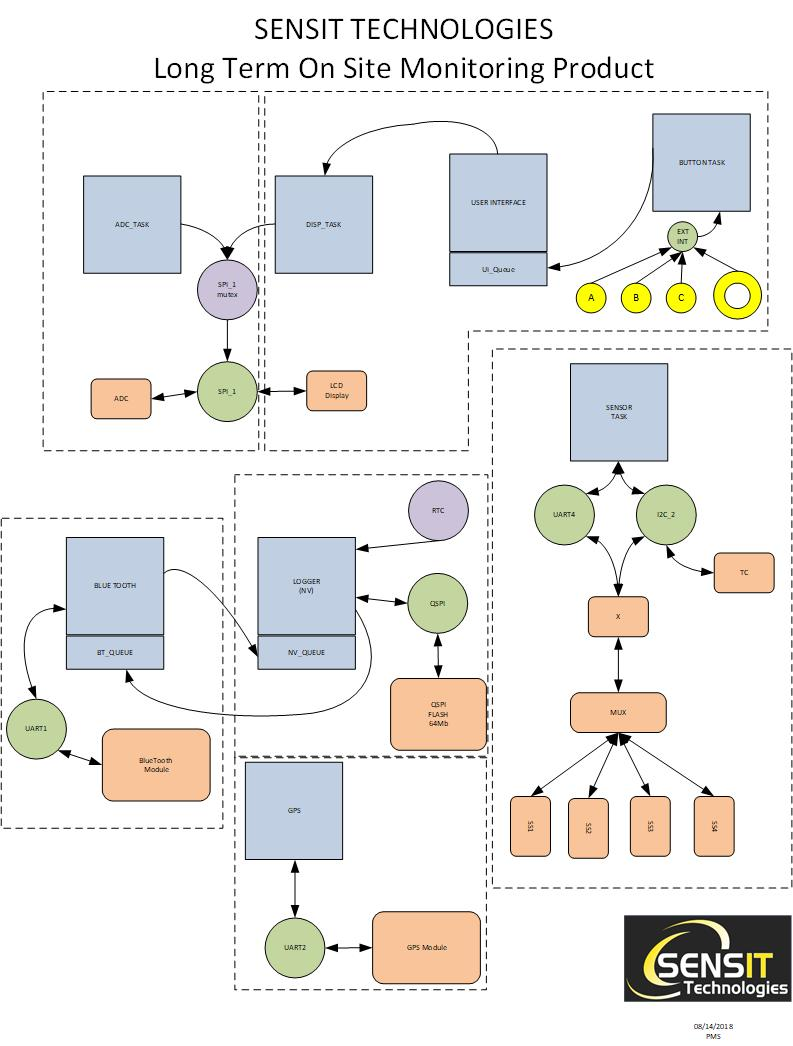 SENSIT TECHNOLOGIES
Long Term On Site Monitoring Product
ADC_TASK
DISP_TASK
USER INTERFACE
Ui_Queue
BUTTON TASK
EXT
INT
A
B
C
SPI_1
mutex
SPI_1
ADC
LCD
Display
SENSOR
TASK
UART4
I2C_2
TC
X
MUX
SS1
SS2
SS3
SS4
RTC
LOGGER
(NV)
NV_QUEUE
QSPI
QSPI
FLASH
64Mb
BLUE TOOTH
BT_QUEUE
UART1
BlueTooth
Module
GPS
UART2
GPS Module
SENSIT
Technologies
08/14/2018
PMS